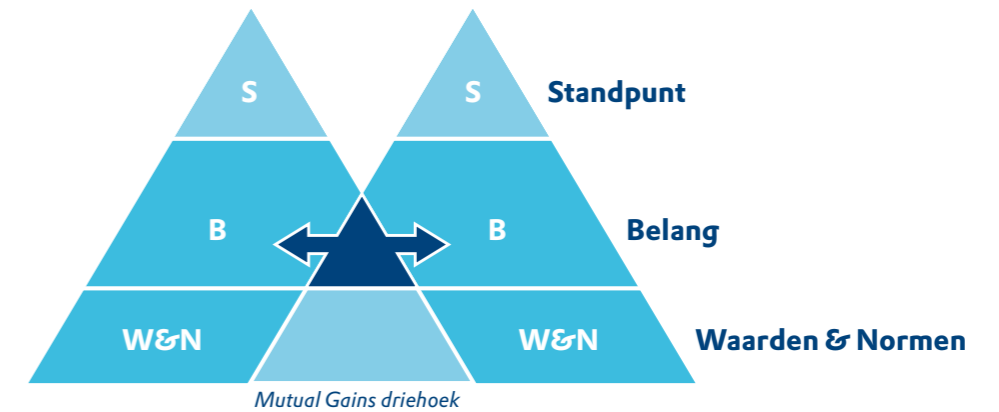 S S Standpunt
B B Belang
W&N W&N Waarden & Normen
Mutual Gains driehoek